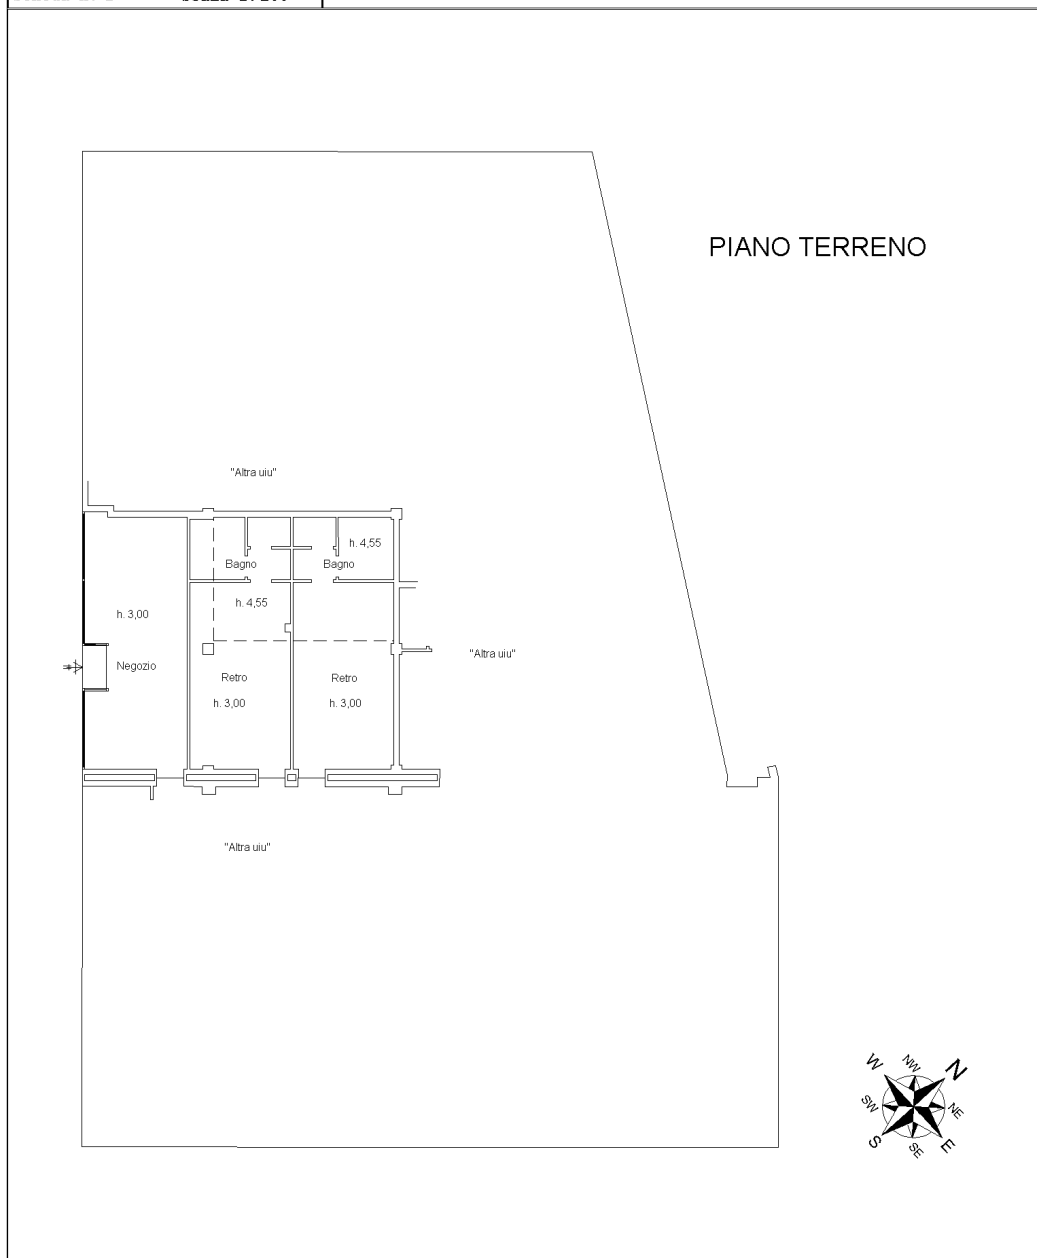 PIANO TERRENO
"Altra uiu"
h. 4,55
Bagno
Bagno
h. 4,55
h. 3,00
"Altra uiu"
Negozio
Retro
Retro
h. 3,00
h. 3,00
"Altra uiu"
W
NW
N
SW
NE
S
SE
E